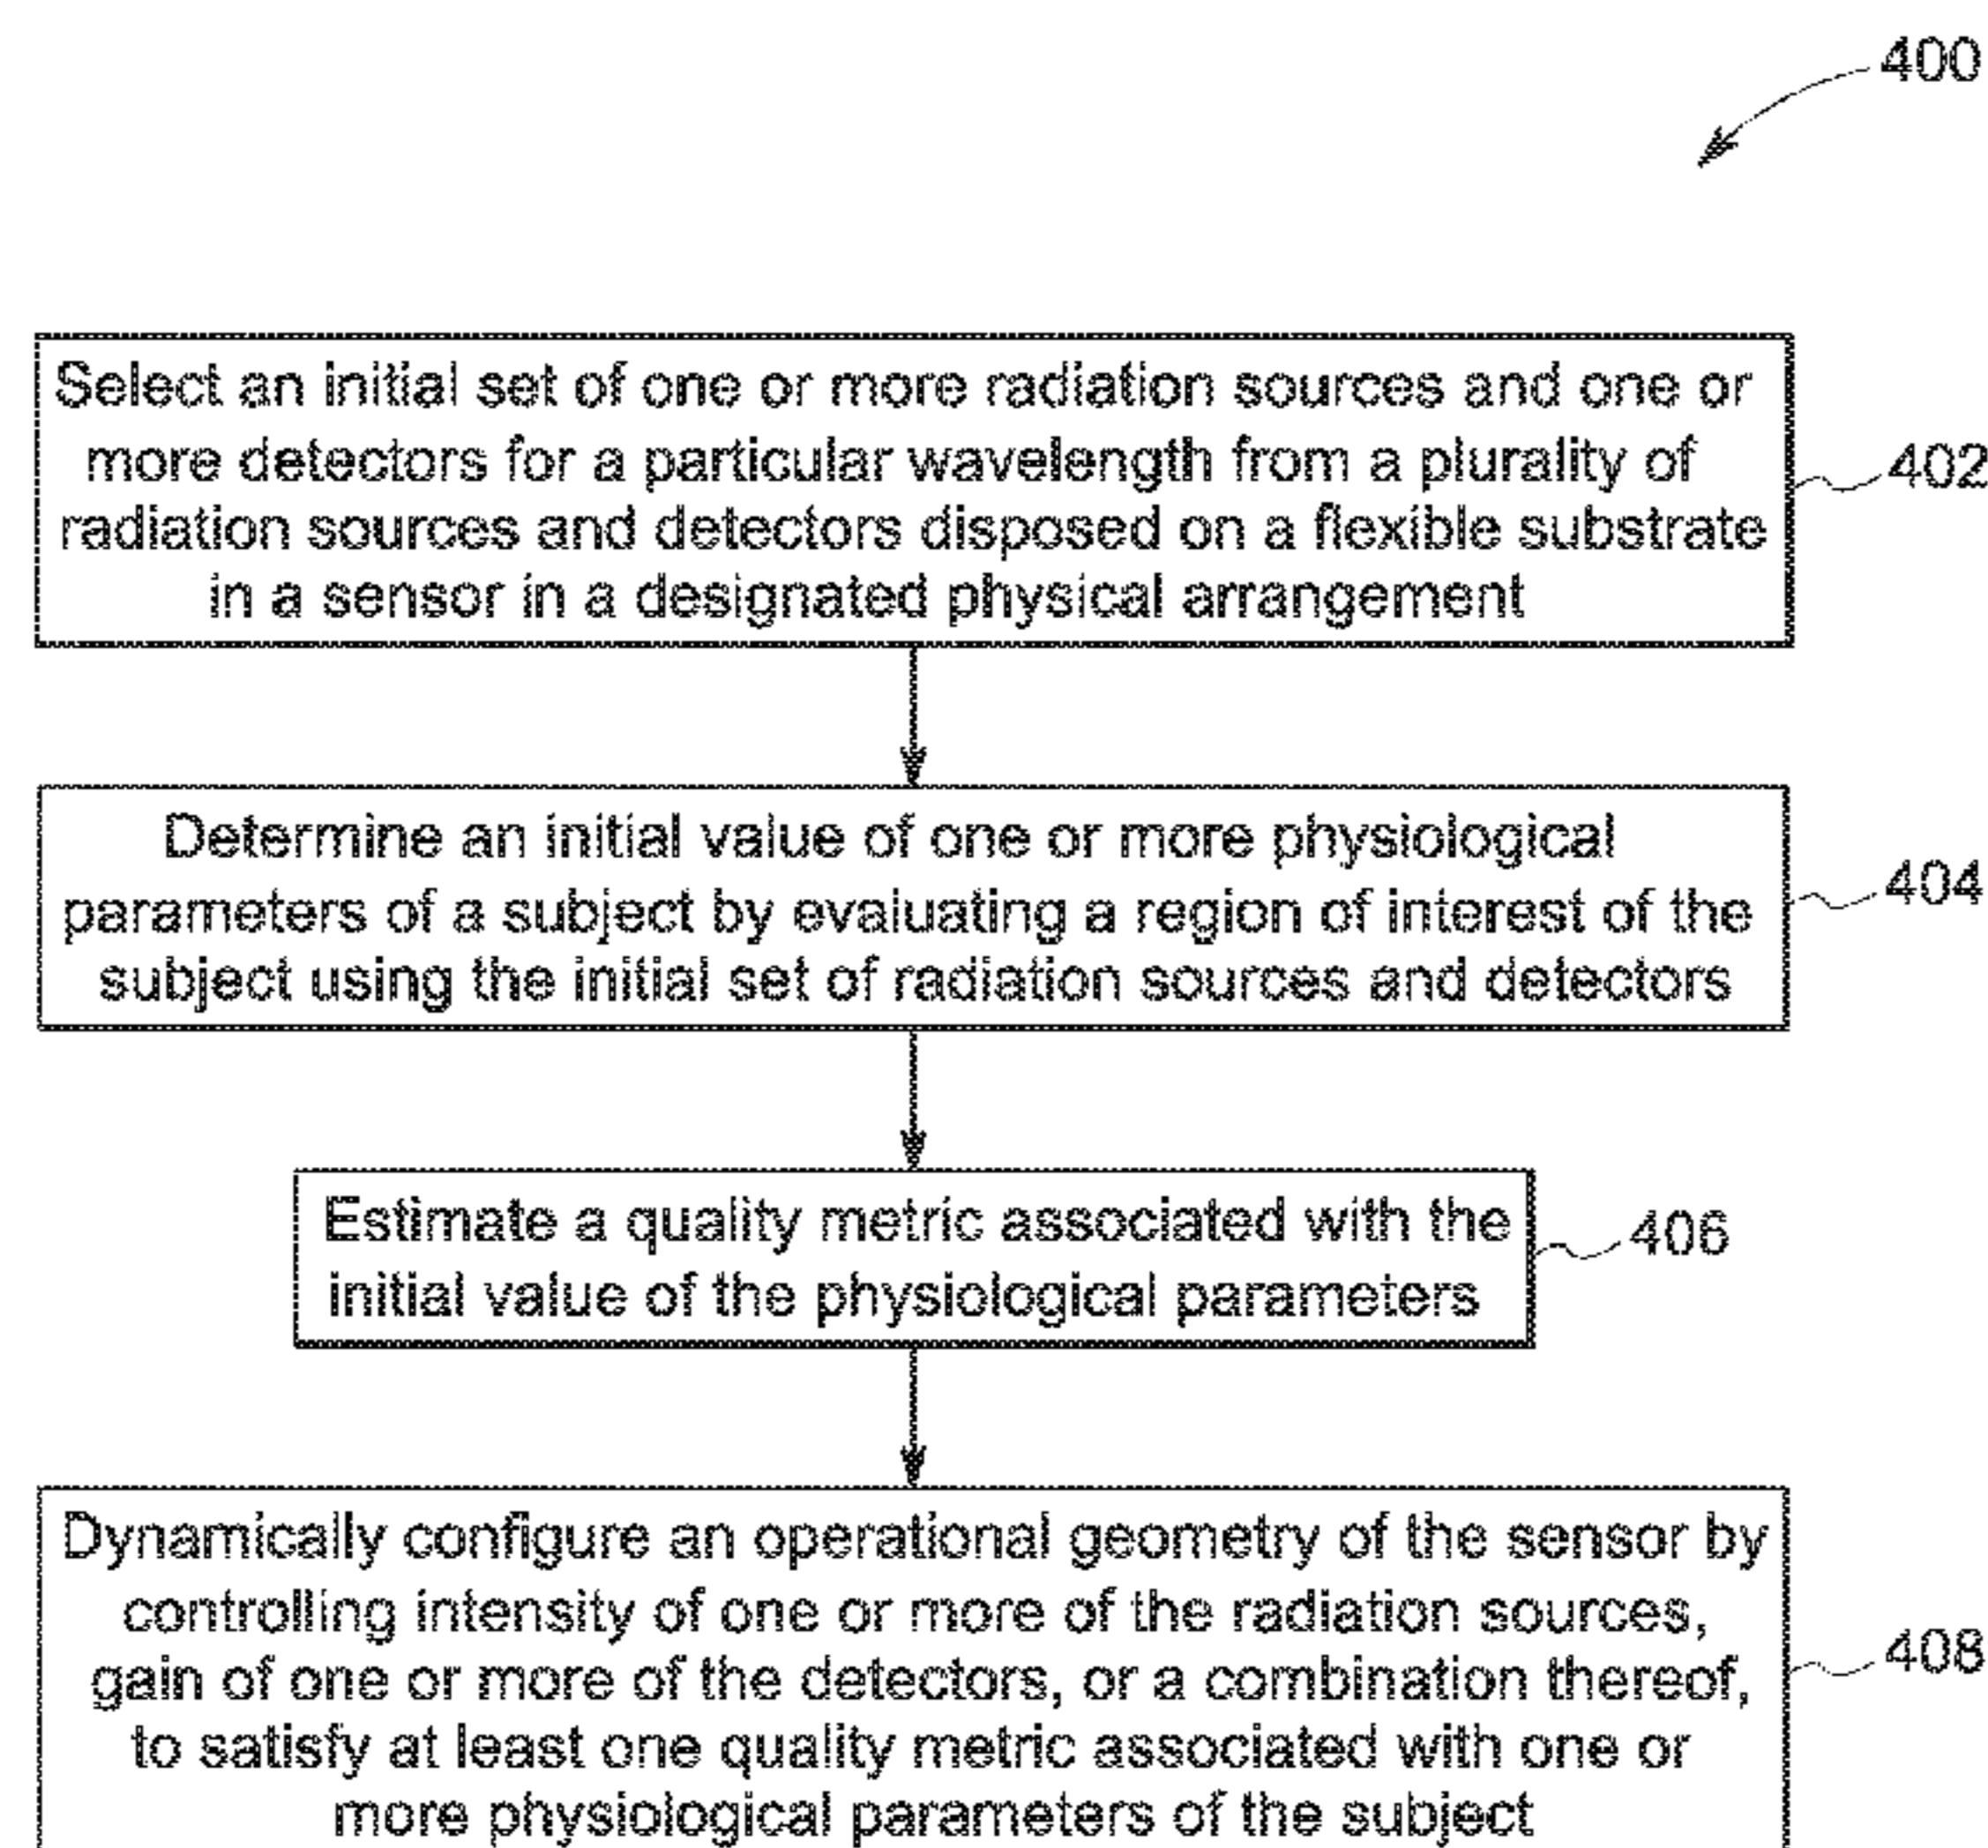 400
Select an initial set of one or more radiation sources and one or
more detectors for a particular wavelength from a plurality of
radiation sources and detectors disposed on a flexible substrate
in a sensor in a designated physical arrangement
402
Determine an initial value of one or more physiological
parameters of a subject by evaluating a region of interest of the
subject using the initial set of radiation sources and detectors
404
Estimate a quality metric associated with the
initial value of the physiological parameters
406
Dynamically configure an operational geometry of the sensor by
controlling intensity of one or more of the radiation sources,
gain of one or more of the detectors, or a combination thereof,
to satisfy at least one quality metric associated with one or
more physiological parameters of the subject
408